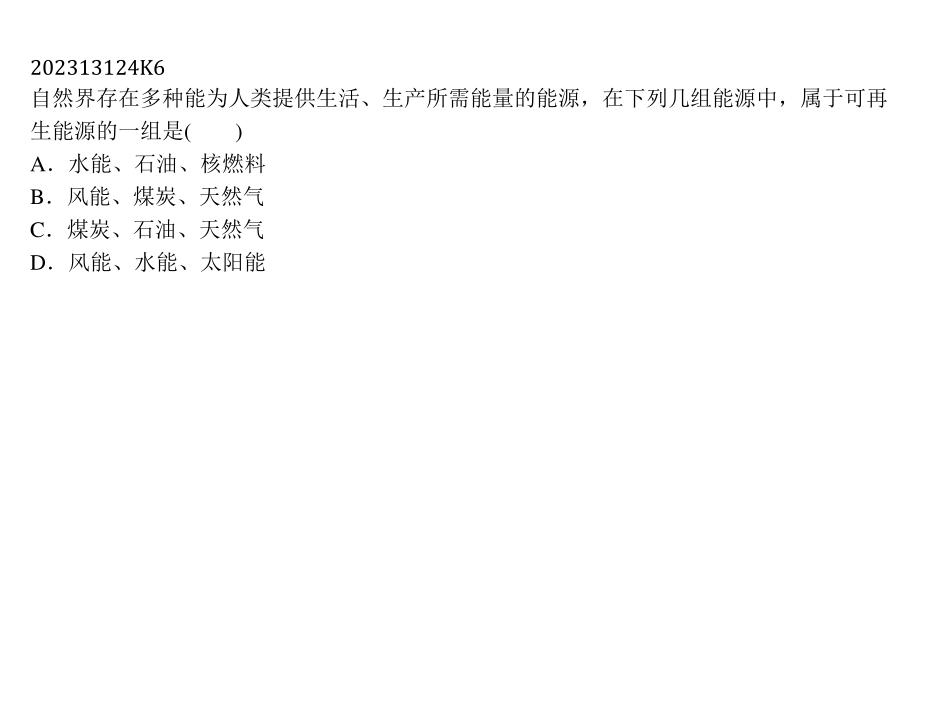 202313124K6
自然界存在多种能为人类提供生活、生产所需能量的能源，在下列几组能源中，属于可再
生能源的一组是(　　)
A．水能、石油、核燃料
B．风能、煤炭、天然气
C．煤炭、石油、天然气
D．风能、水能、太阳能